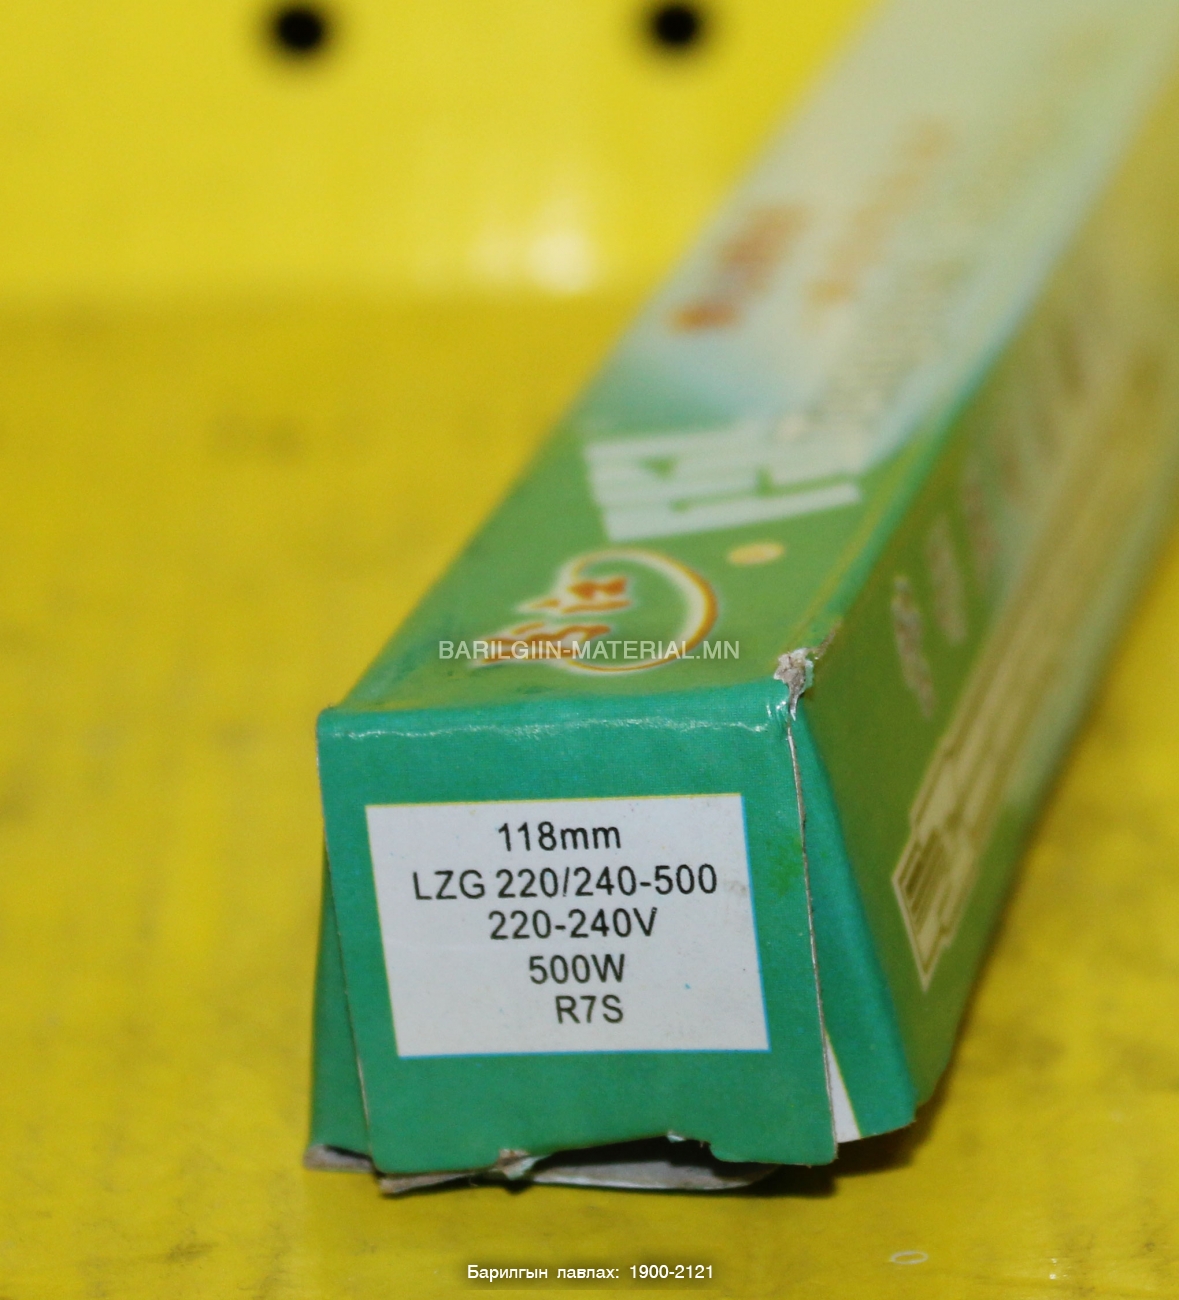 BARILGIIN-MATERIAL.MN
118mm
LZG 220/240-500
220-240V
500W
R7S
Барилгын лавлах: 1900-2121